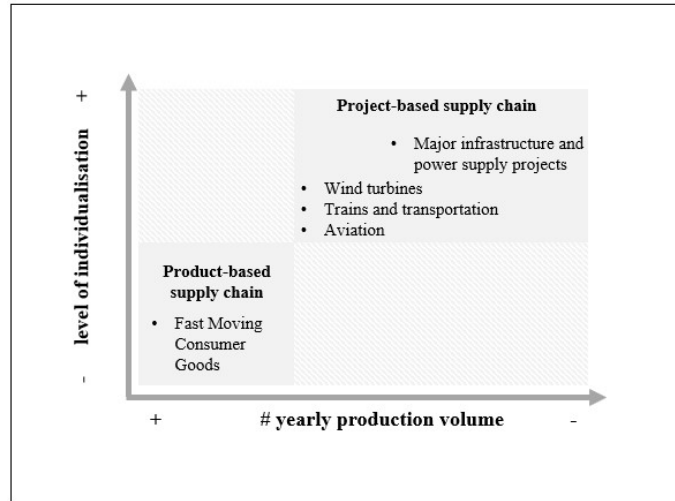 +
level of individualisation
-
Project-based supply chain
• Major infrastructure and
power supply projects
• Wind turbines
• Trains and transportation
• Aviation
Product-based
supply chain
• Fast Moving
Consumer
Goods
+ # yearly production volume -